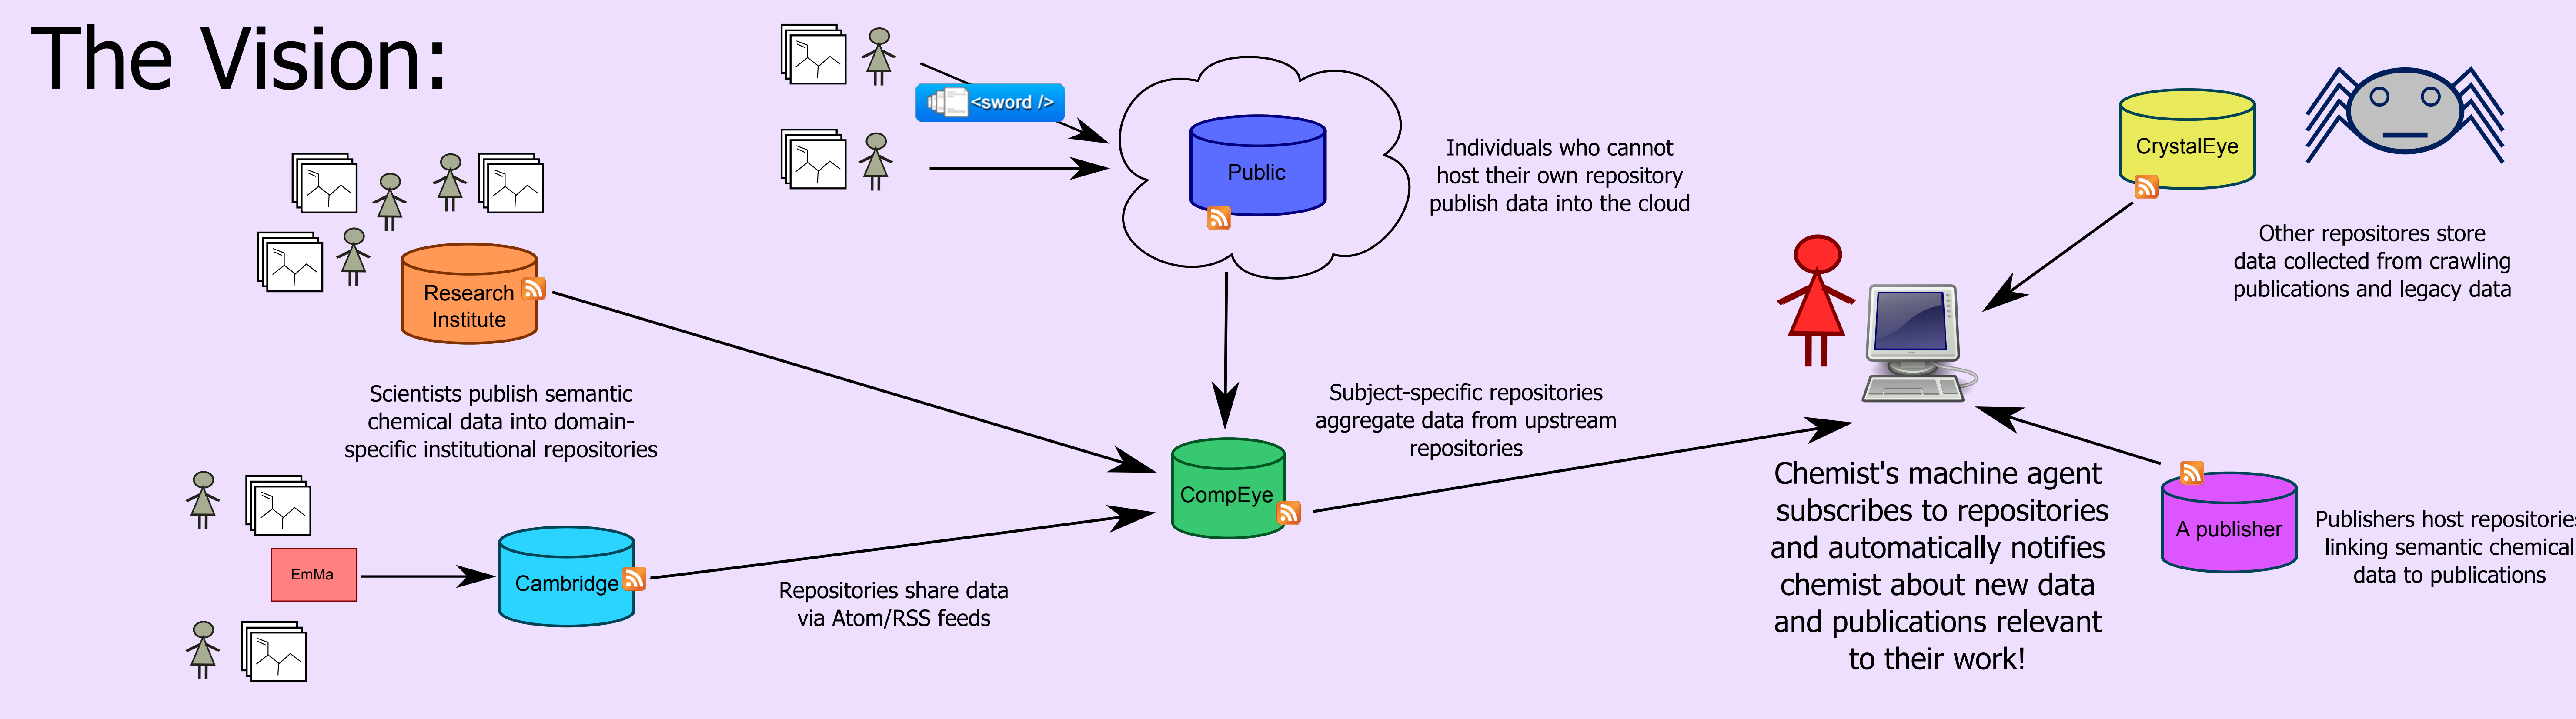 The Vision:
<sword />
Public
Individuals who cannot
host their own repository
publish data into the cloud
CrystalEye
Other repositores store
data collected from crawling
publications and legacy data
Research
Institute
Scientists publish semantic
chemical data into domain-
specific institutional repositories
EmMa
Cambridge
Repositories share data
via Atom/RSS feeds
CompEye
Subject-specific repositories
aggregate data from upstream
repositories
Chemist's machine agent
subscribes to repositories
and automatically notifies
chemist about new data
and publications relevant
to their work!
A publisher
Publishers host repositories
linking semantic chemical
data to publications